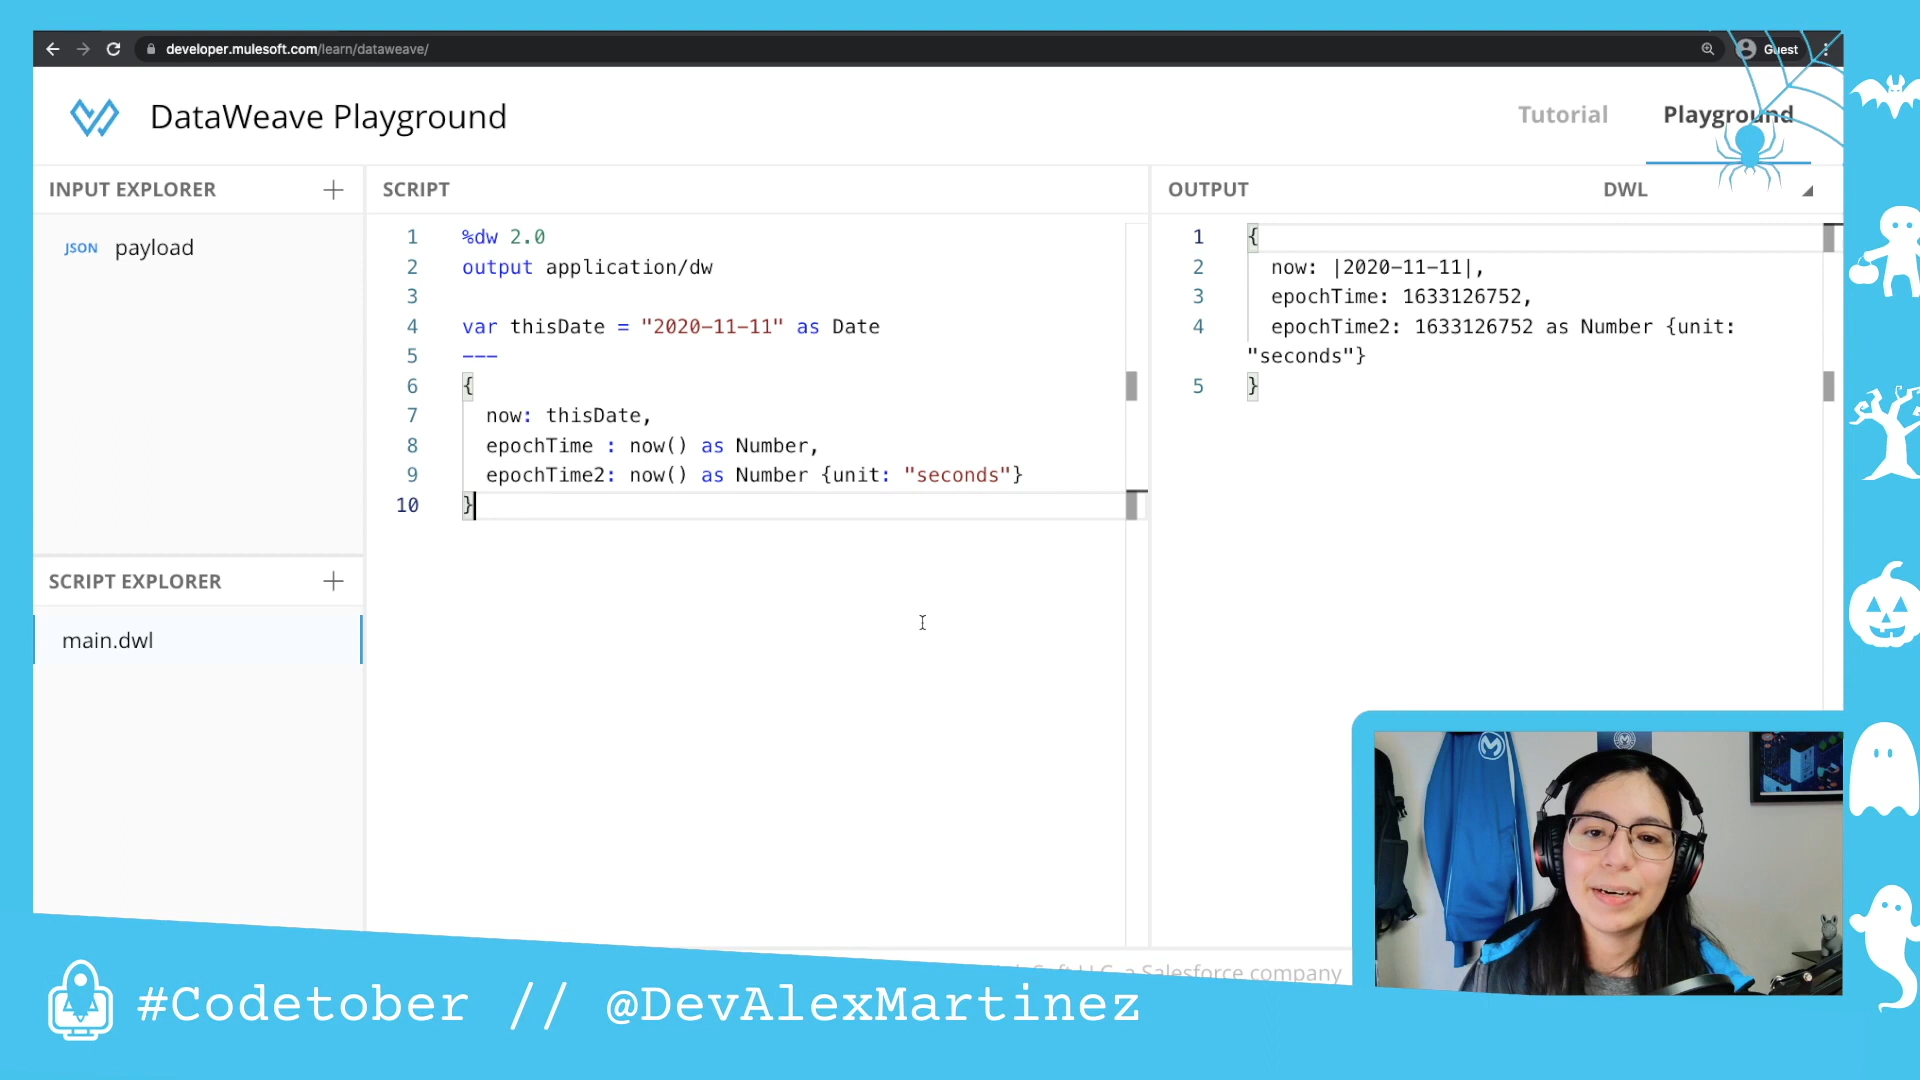 developer.mulesoft.com/learn/dataweave/
Guest
DataWeave Playground
Tutorial
Playground
INPUT EXPLORER
SCRIPT
OUTPUT
DWL
JSON payload
1 %dw 2.0
2 output application/dw
3
4 var thisDate = "2020-11-11" as Date
5 ---
6 {
7 now: thisDate,
8 epochTime : now() as Number,
9 epochTime2: now() as Number {unit: "seconds"}
10 }
1 {
2 now: |2020-11-11|,
3 epochTime: 1633126752,
4 epochTime2: 1633126752 as Number {unit:
"seconds"}
5 }
SCRIPT EXPLORER
main.dwl
a Salesforce company
#Codetober // @DevAlexMartinez